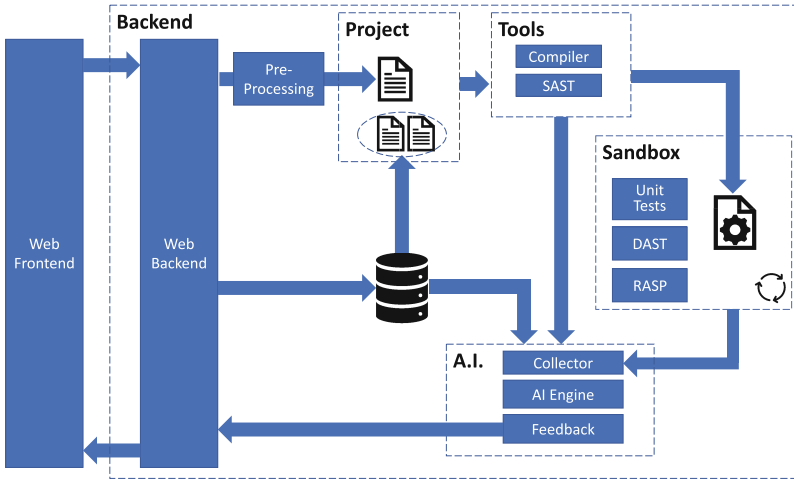 Backend
Project
Tools
Compiler
SAST
Pre-
Processing
Sandbox
Unit
Tests
DAST
RASP
Web
Frontend
Web
Backend
A.I.
Collector
AI Engine
Feedback